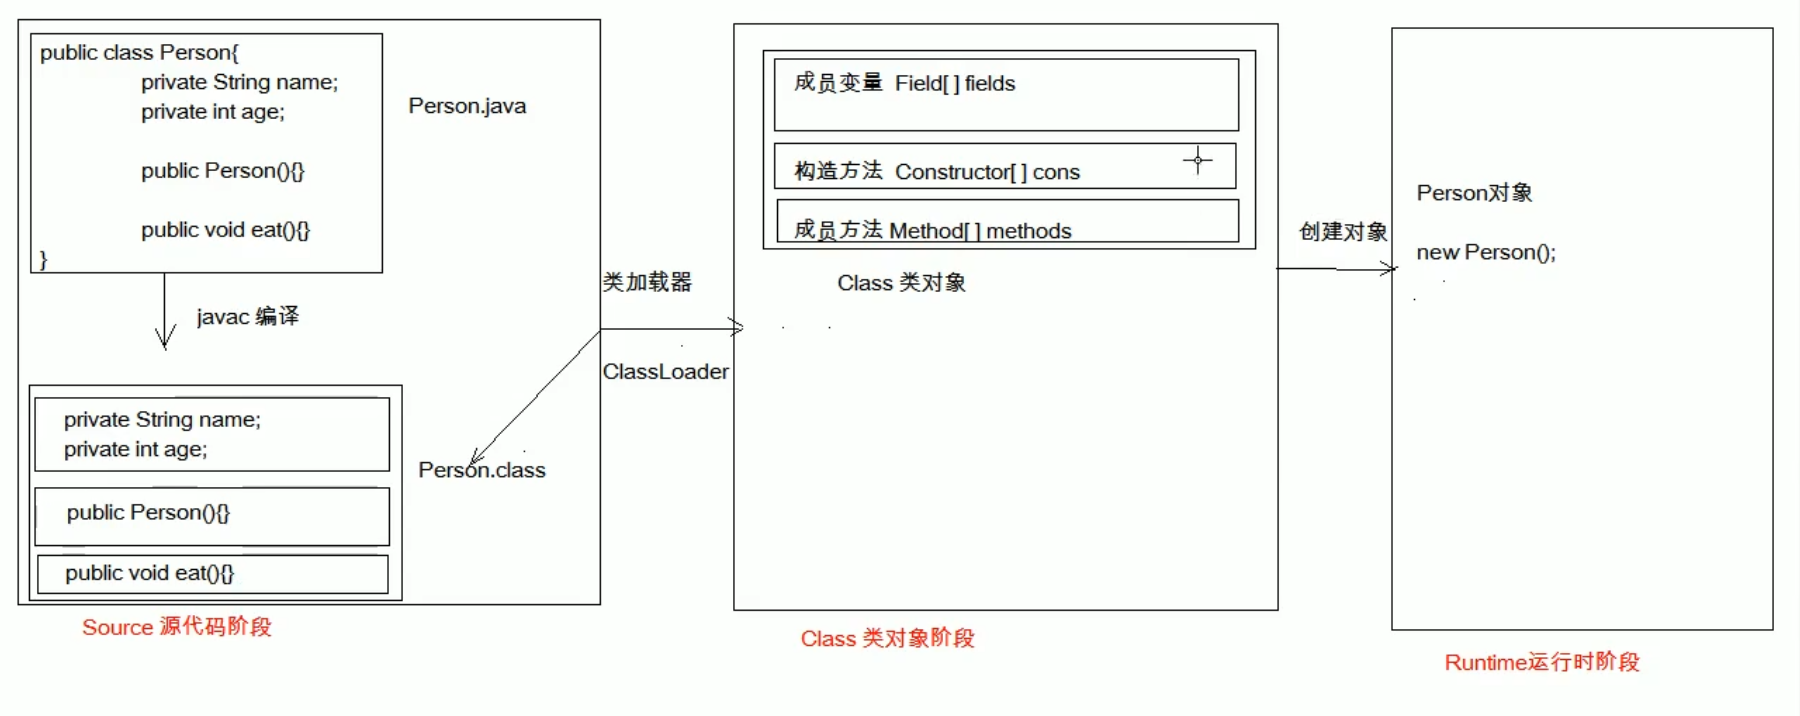 public class Person{
private String name;
private int age;
public Person(){}
public void eat(){}
}
Person.java
javac 编译
private String name;
private int age;
public Person(){}
public void eat(){}
Person.class
Source 源代码阶段
类加载器
ClassLoader
成员变量 Field[ ] fields
构造方法 Constructor[ ] cons
成员方法 Method[ ] methods
Class 类对象
Class 类对象阶段
创建对象
Person对象
new Person();
Runtime运行时阶段